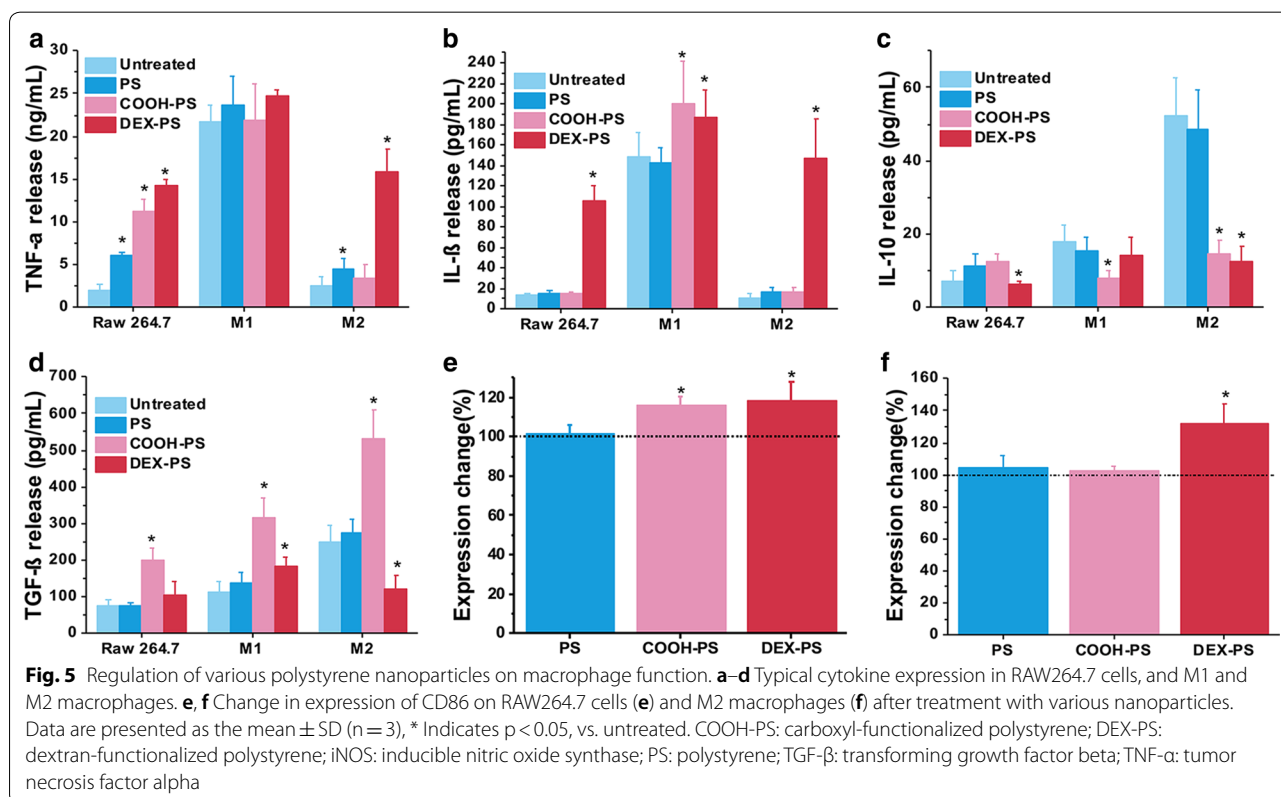 a
TNF-a release (ng/mL)
30
25
20
15
10
5
0
Untreated
PS
COOH-PS
DEX-PS
*
*
*
*
*
Raw 264.7 M1 M2
b
IL-ß release (pg/mL)
240
220
200
180
160
140
120
100
80
60
40
20
0
Untreated
PS
COOH-PS
DEX-PS
*
*
*
*
Raw 264.7 M1 M2
c
IL-10 release (pg/mL)
60
40
20
0
Untreated
PS
COOH-PS
DEX-PS
*
*
*
*
Raw 264.7 M1 M2
d
TGF-ß release (pg/mL)
700
600
500
400
300
200
100
0
Untreated
PS
COOH-PS
DEX-PS
*
*
*
*
Raw 264.7 M1 M2
e
Expression change(%)
120
100
80
60
40
20
0
*
*
PS COOH-PS DEX-PS
f
Expression change(%)
160
140
120
100
80
60
40
20
0
*
PS COOH-PS DEX-PS
Fig. 5 Regulation of various polystyrene nanoparticles on macrophage function. a–d Typical cytokine expression in RAW264.7 cells, and M1 and
M2 macrophages. e, f Change in expression of CD86 on RAW264.7 cells (e) and M2 macrophages (f) after treatment with various nanoparticles.
Data are presented as the mean ± SD (n = 3), * Indicates p < 0.05, vs. untreated. COOH-PS: carboxyl-functionalized polystyrene; DEX-PS:
dextran-functionalized polystyrene; iNOS: inducible nitric oxide synthase; PS: polystyrene; TGF-β: transforming growth factor beta; TNF-α: tumor
necrosis factor alpha